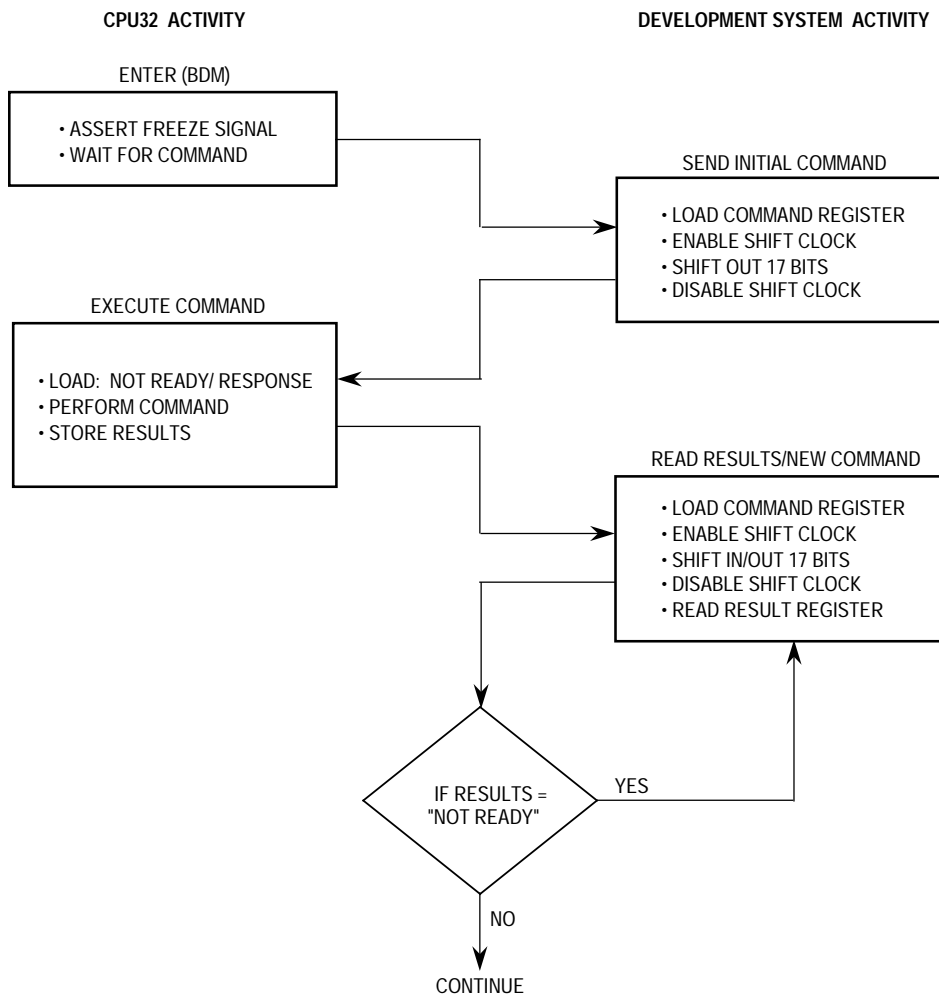 CPU32 ACTIVITY
DEVELOPMENT SYSTEM ACTIVITY
ENTER (BDM)
• ASSERT FREEZE SIGNAL
• WAIT FOR COMMAND
SEND INITIAL COMMAND
• LOAD COMMAND REGISTER
• ENABLE SHIFT CLOCK
• SHIFT OUT 17 BITS
• DISABLE SHIFT CLOCK
EXECUTE COMMAND
• LOAD: NOT READY/ RESPONSE
• PERFORM COMMAND
• STORE RESULTS
READ RESULTS/NEW COMMAND
• LOAD COMMAND REGISTER
• ENABLE SHIFT CLOCK
• SHIFT IN/OUT 17 BITS
• DISABLE SHIFT CLOCK
• READ RESULT REGISTER
IF RESULTS =
"NOT READY"
YES
NO
CONTINUE